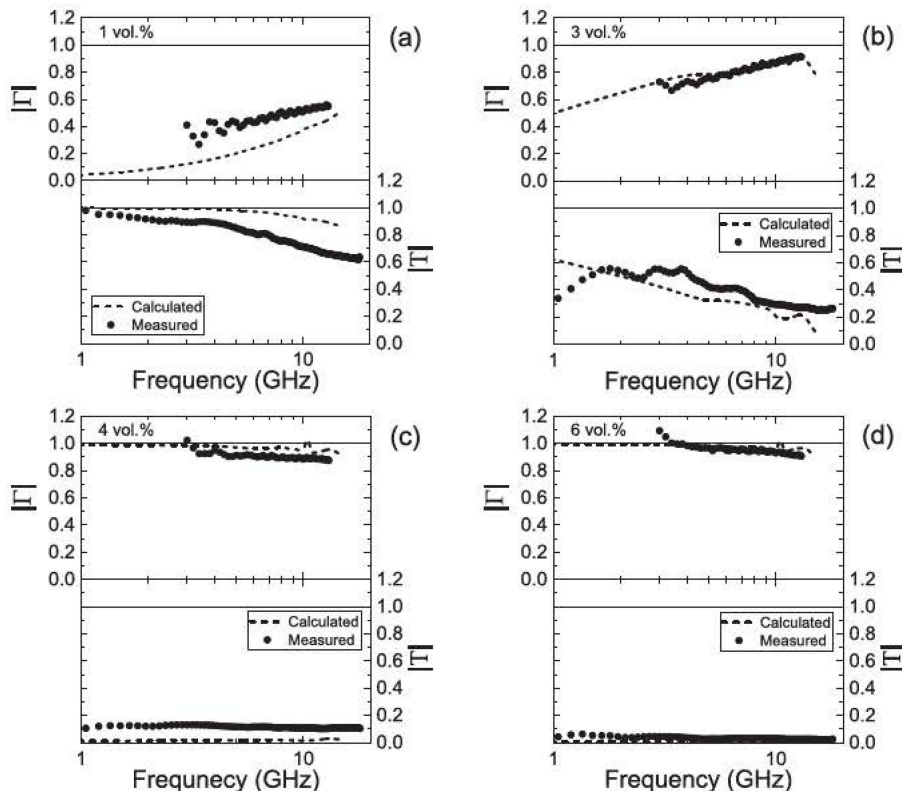 1 vol.%
(a)
|Γ|
1.2
1.0
0.8
0.6
0.4
0.2
0.0
1.2
1.0
0.8
0.6
0.4
0.2
0.0
|T|
Calculated
Measured
1
10
Frequency (GHz)
3 vol.%
(b)
|Γ|
1.2
1.0
0.8
0.6
0.4
0.2
0.0
1.2
1.0
0.8
0.6
0.4
0.2
0.0
|T|
Calculated
Measured
1
10
Frequency (GHz)
4 vol.%
(c)
|Γ|
1.2
1.0
0.8
0.6
0.4
0.2
0.0
1.2
1.0
0.8
0.6
0.4
0.2
0.0
|T|
Calculated
Measured
1
10
Frequnecy (GHz)
6 vol.%
(d)
|Γ|
1.2
1.0
0.8
0.6
0.4
0.2
0.0
1.2
1.0
0.8
0.6
0.4
0.2
0.0
|T|
Calculated
Measured
1
10
Frequency (GHz)